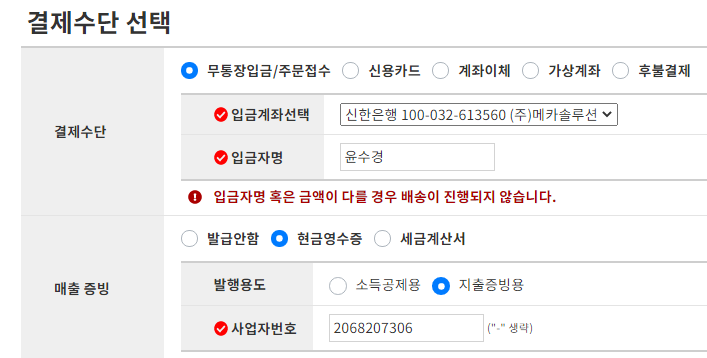 결제수단 선택
결제수단
무통장입금/주문접수 신용카드 계좌이체 가상계좌 후불결제
입금계좌선택 신한은행 100-032-613560 (주)메카솔루션
입금자명 윤수경
입금자명 혹은 금액이 다를 경우 배송이 진행되지 않습니다.
매출 증빙
발급안함 현금영수증 세금계산서
발행용도 소득공제용 지출증빙용
사업자번호 2068207306 ("-" 생략)